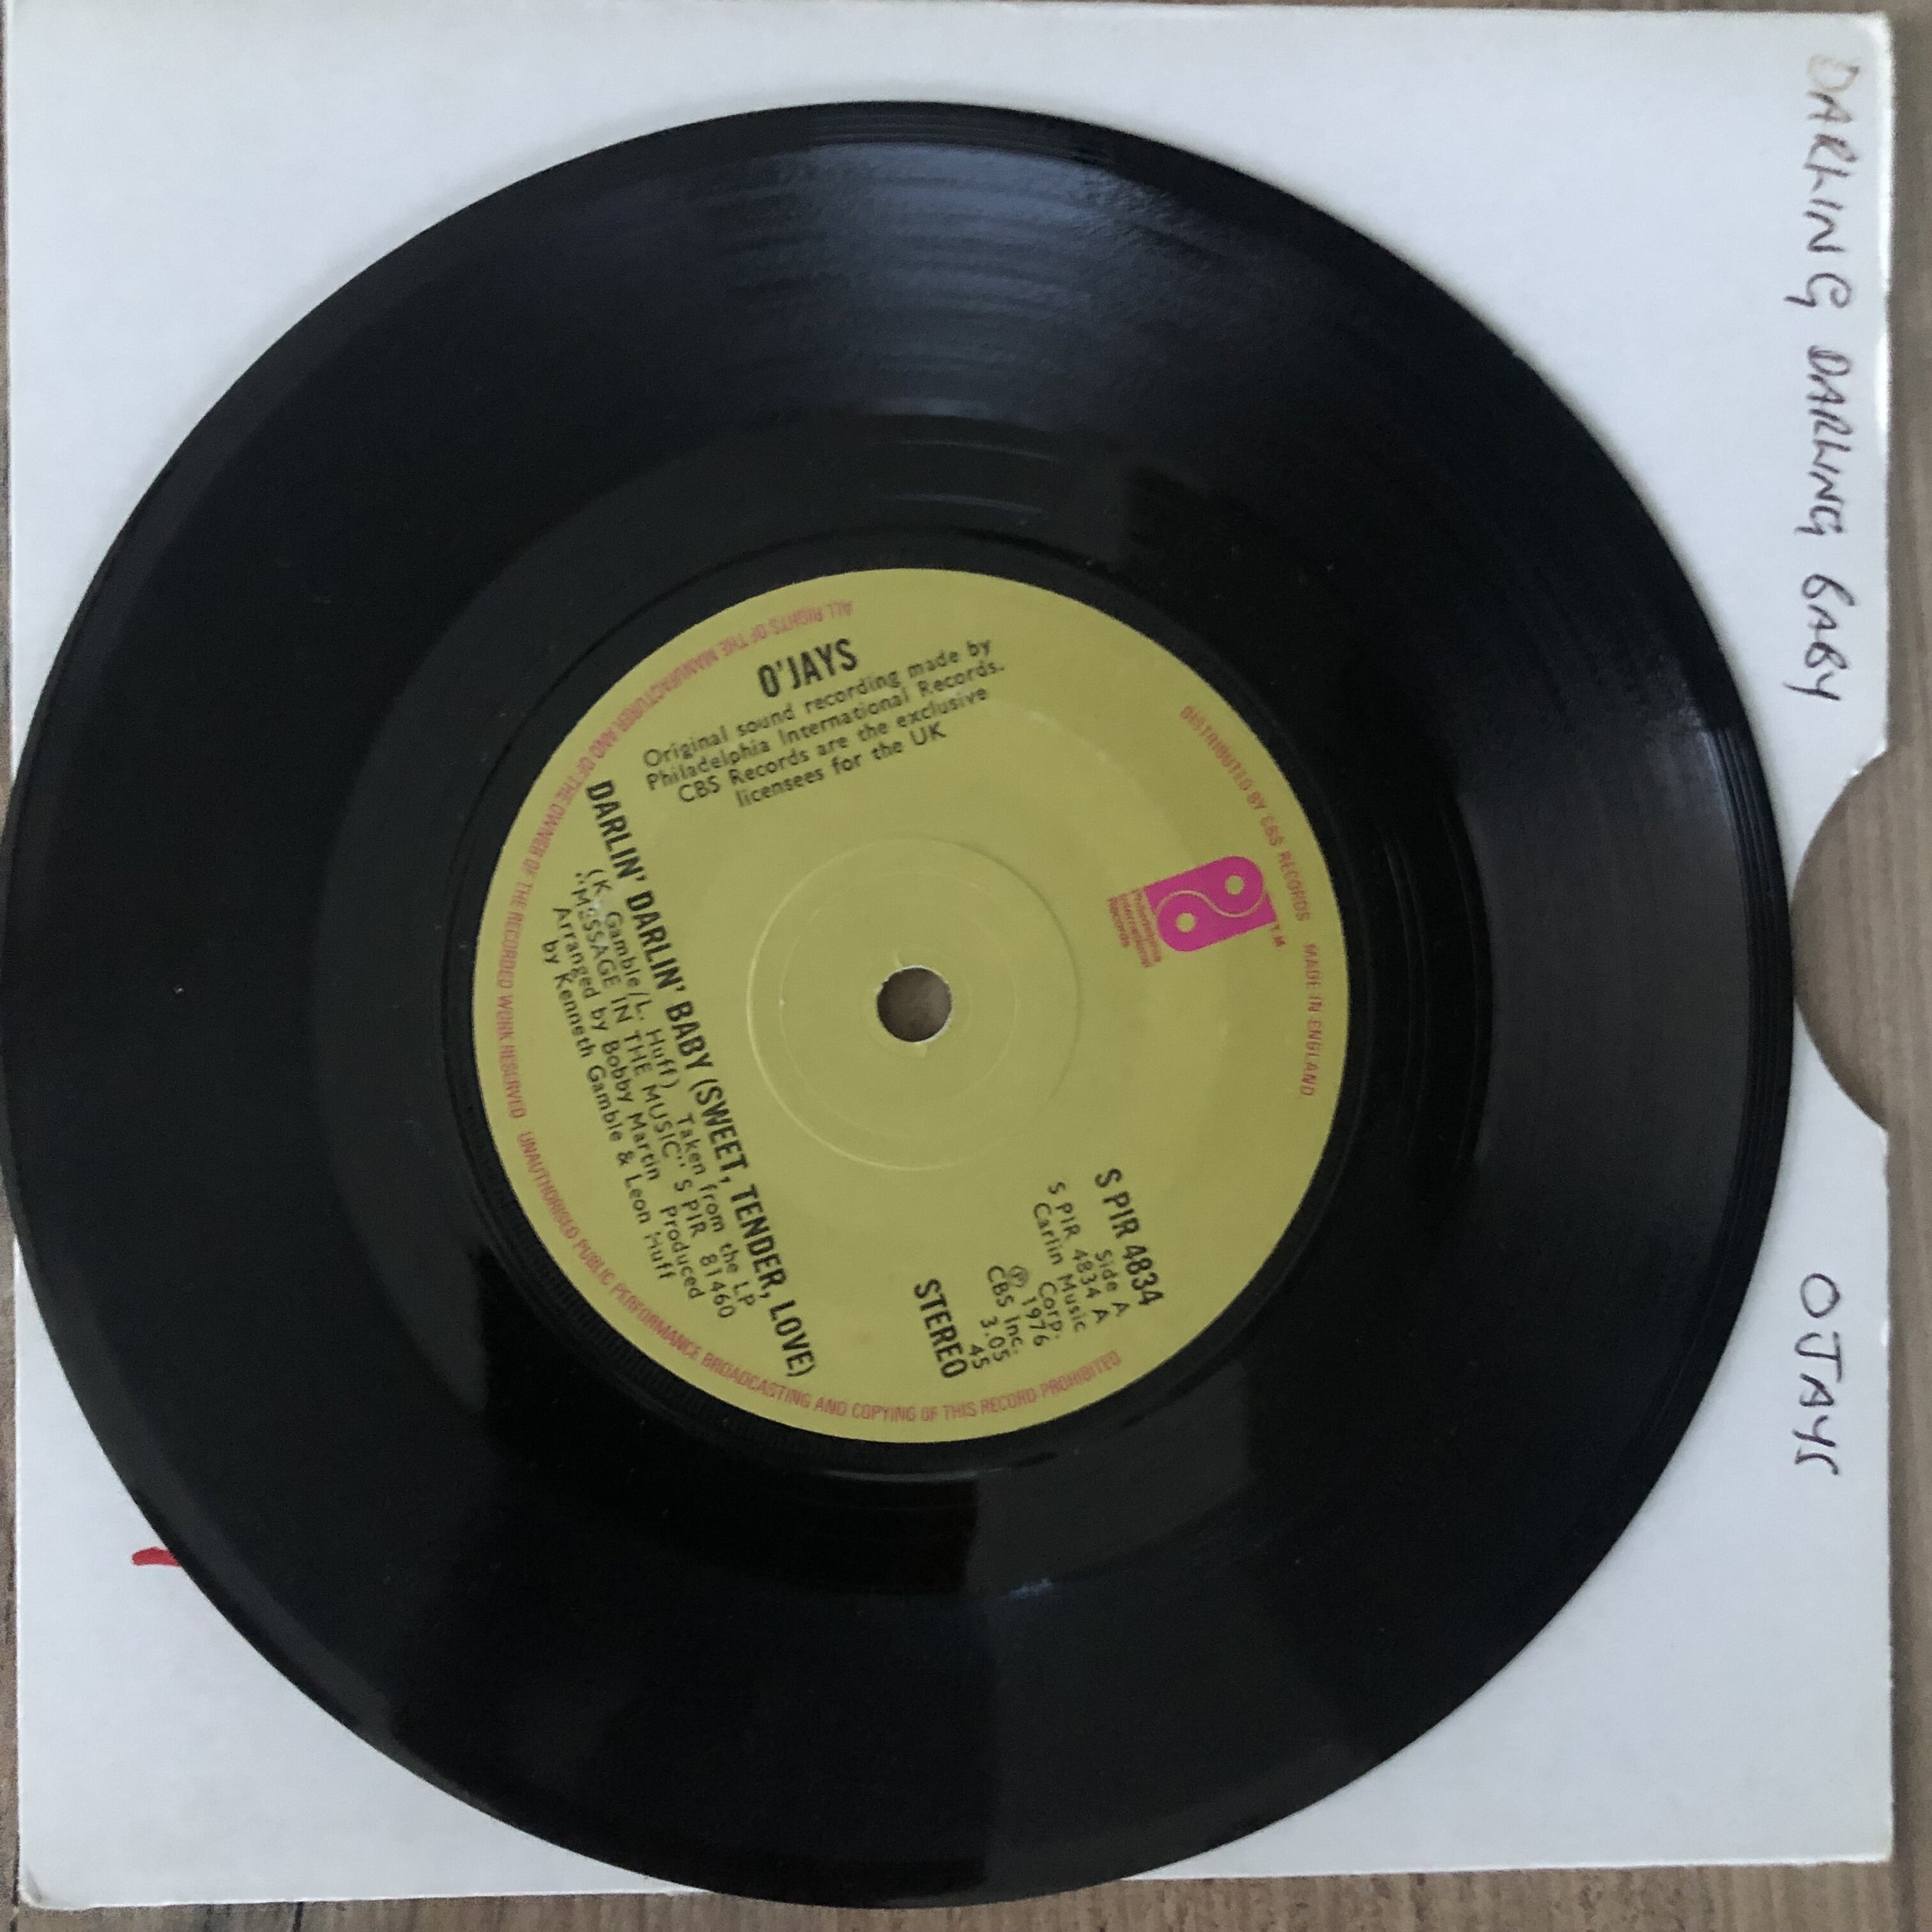 DARLING DARLING BABY
OJAYS
DISTRIBUTED BY CBS RECORDS MADE IN ENGLAND
TM
Philadelphia
International
Records
S PIR 4834
Side A
S PIR 4834 A
Carlin Music
Corp.
℗ 1976
CBS Inc.
3.05
45
STEREO
O'JAYS
Original sound recording made by
Philadelphia International Records.
CBS Records are the exclusive
licensees for the UK
DARLIN' DARLIN' BABY (SWEET, TENDER, LOVE)
(K. Gamble/L. Huff) Taken from the LP
"MESSAGE IN THE MUSIC" S PIR 81460
Arranged by Bobby Martin Produced
by Kenneth Gamble & Leon Huff
ALL RIGHTS OF THE MANUFACTURER AND OF THE OWNER OF THE RECORDED WORK RESERVED UNAUTHORISED PUBLIC PERFORMANCE BROADCASTING AND COPYING OF THIS RECORD PROHIBITED